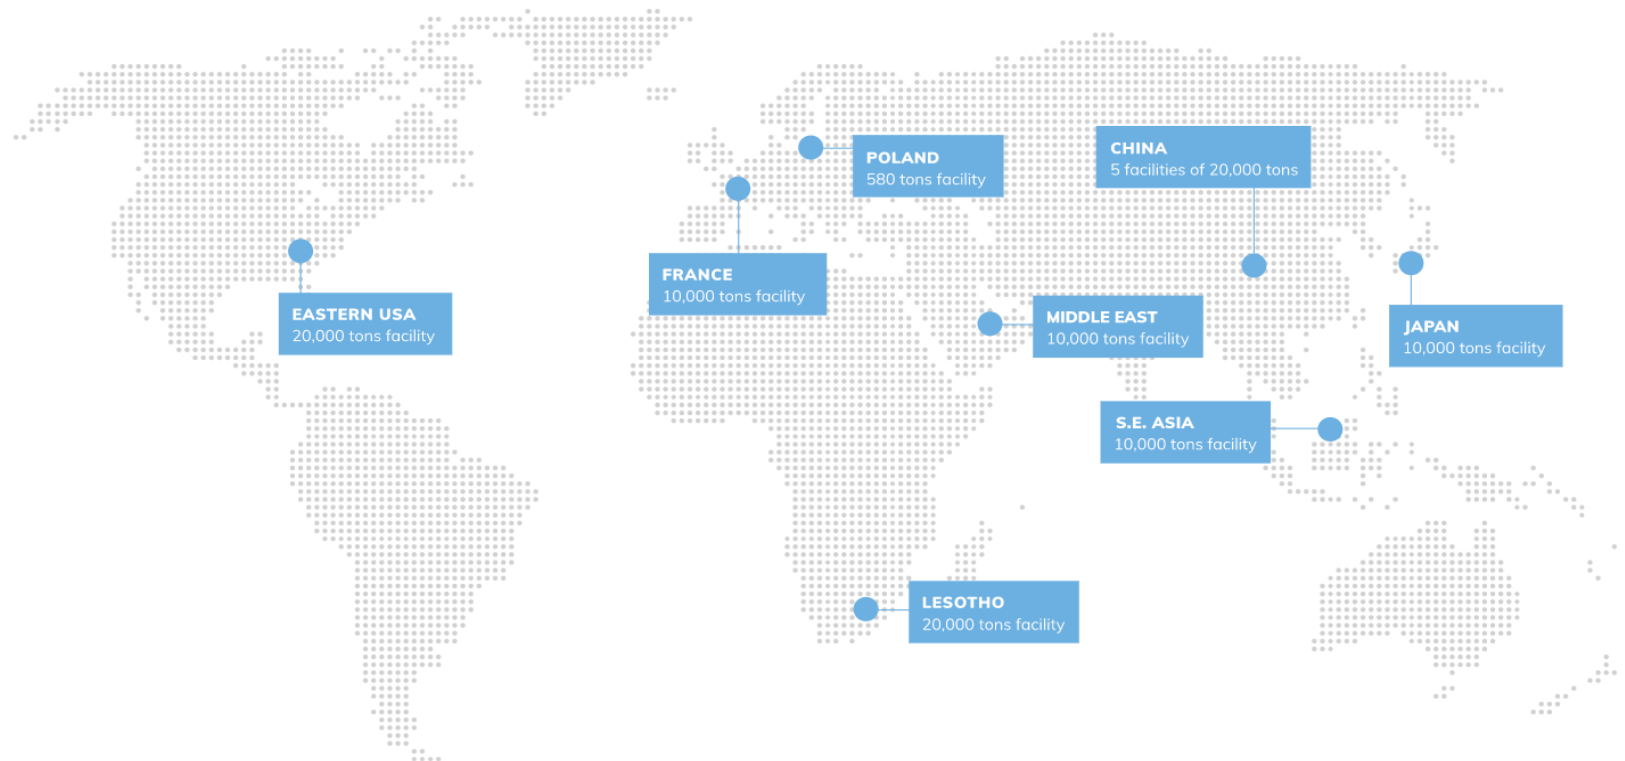 POLAND
580 tons facility
CHINA
5 facilities of 20,000 tons
FRANCE
10,000 tons facility
EASTERN USA
20,000 tons facility
MIDDLE EAST
10,000 tons facility
JAPAN
10,000 tons facility
S.E. ASIA
10,000 tons facility
LESOTHO
20,000 tons facility